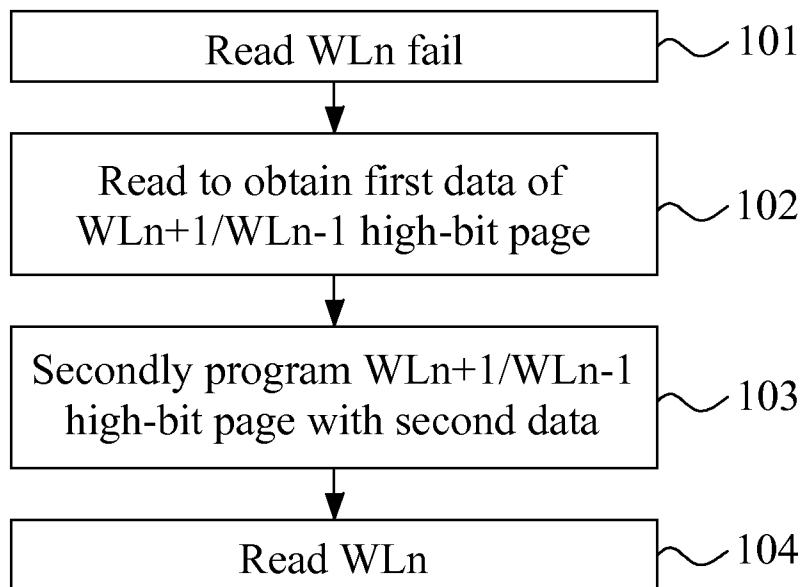 Read WLn fail
101
Read to obtain first data of
WLn+1/WLn-1 high-bit page
102
Secondly program WLn+1/WLn-1
high-bit page with second data
103
Read WLn
104